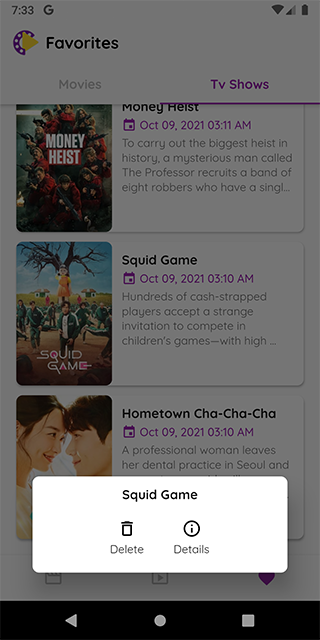 7:33 G
Favorites
Movies
Tv Shows
Money Heist
Oct 09, 2021 03:11 AM
To carry out the biggest heist in
history, a mysterious man called
The Professor recruits a band of
eight robbers who have a singl...
MONEY
HEIST
Squid Game
Oct 09, 2021 03:10 AM
Hundreds of cash-strapped
players accept a strange
invitation to compete in
children's games—with high ...
SQUID
GAME
Hometown Cha-Cha-Cha
Oct 09, 2021 03:10 AM
A professional woman leaves
her dental practice in Seoul and
Squid Game
Delete
Details